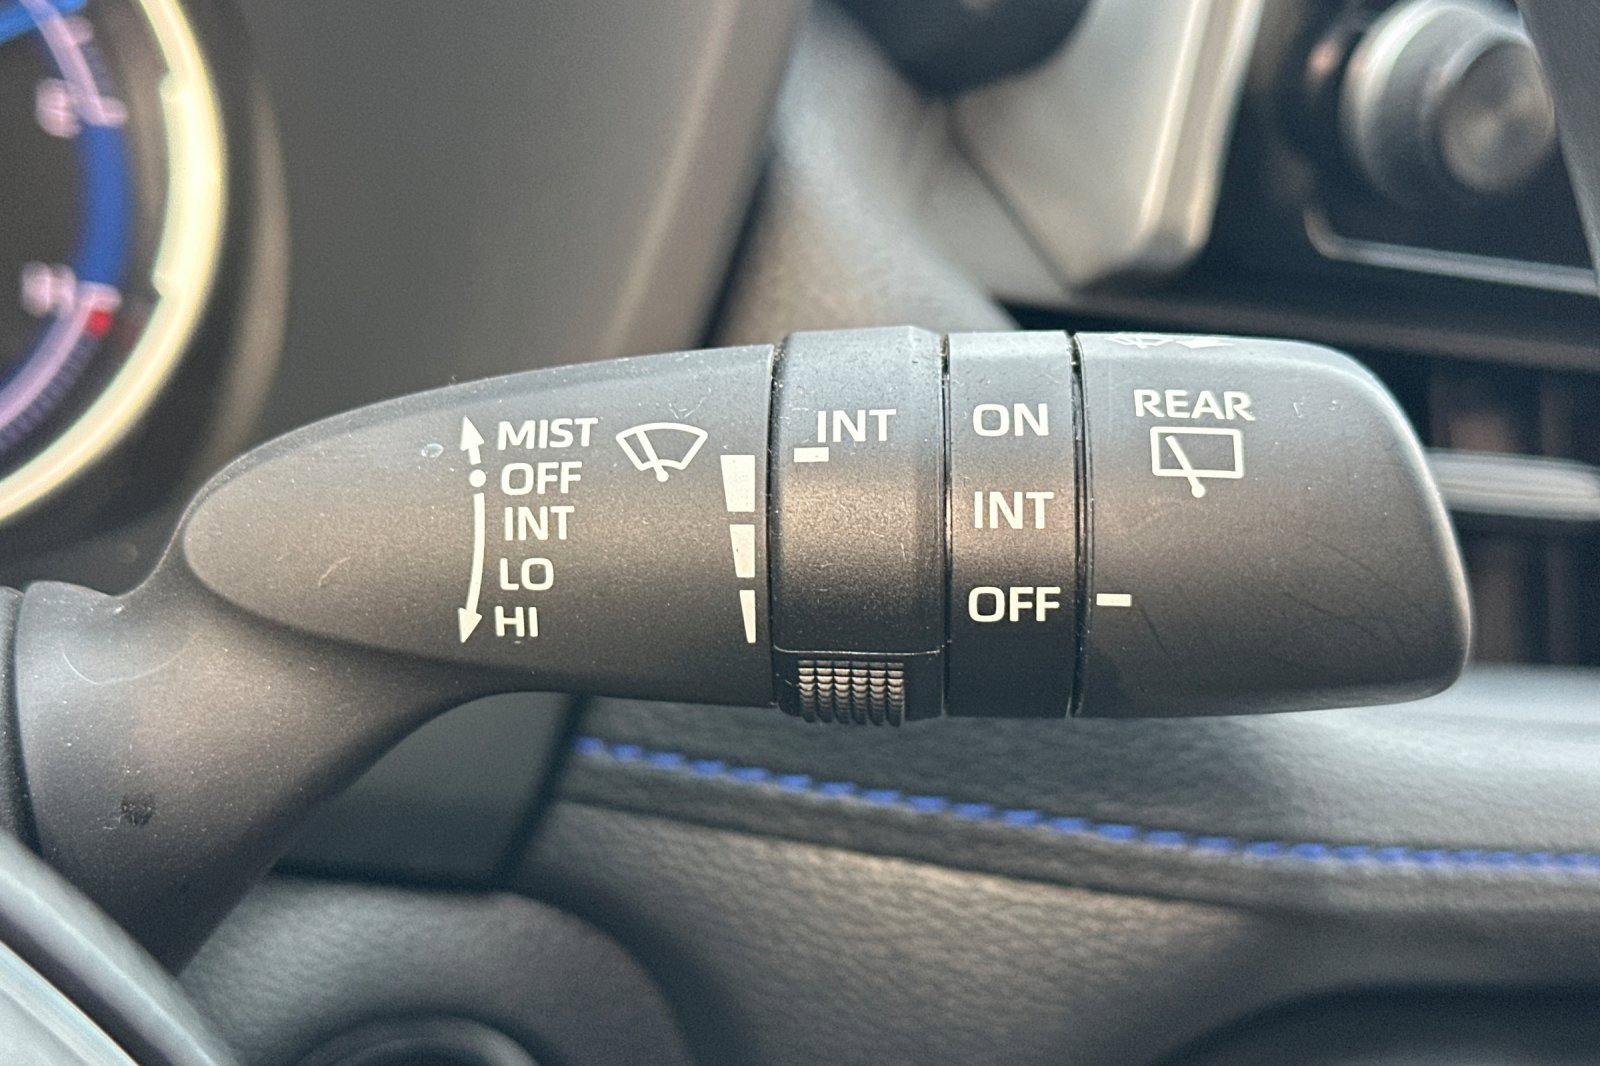 MIST
OFF
INT
LO
HI
INT
ON
INT
OFF
REAR